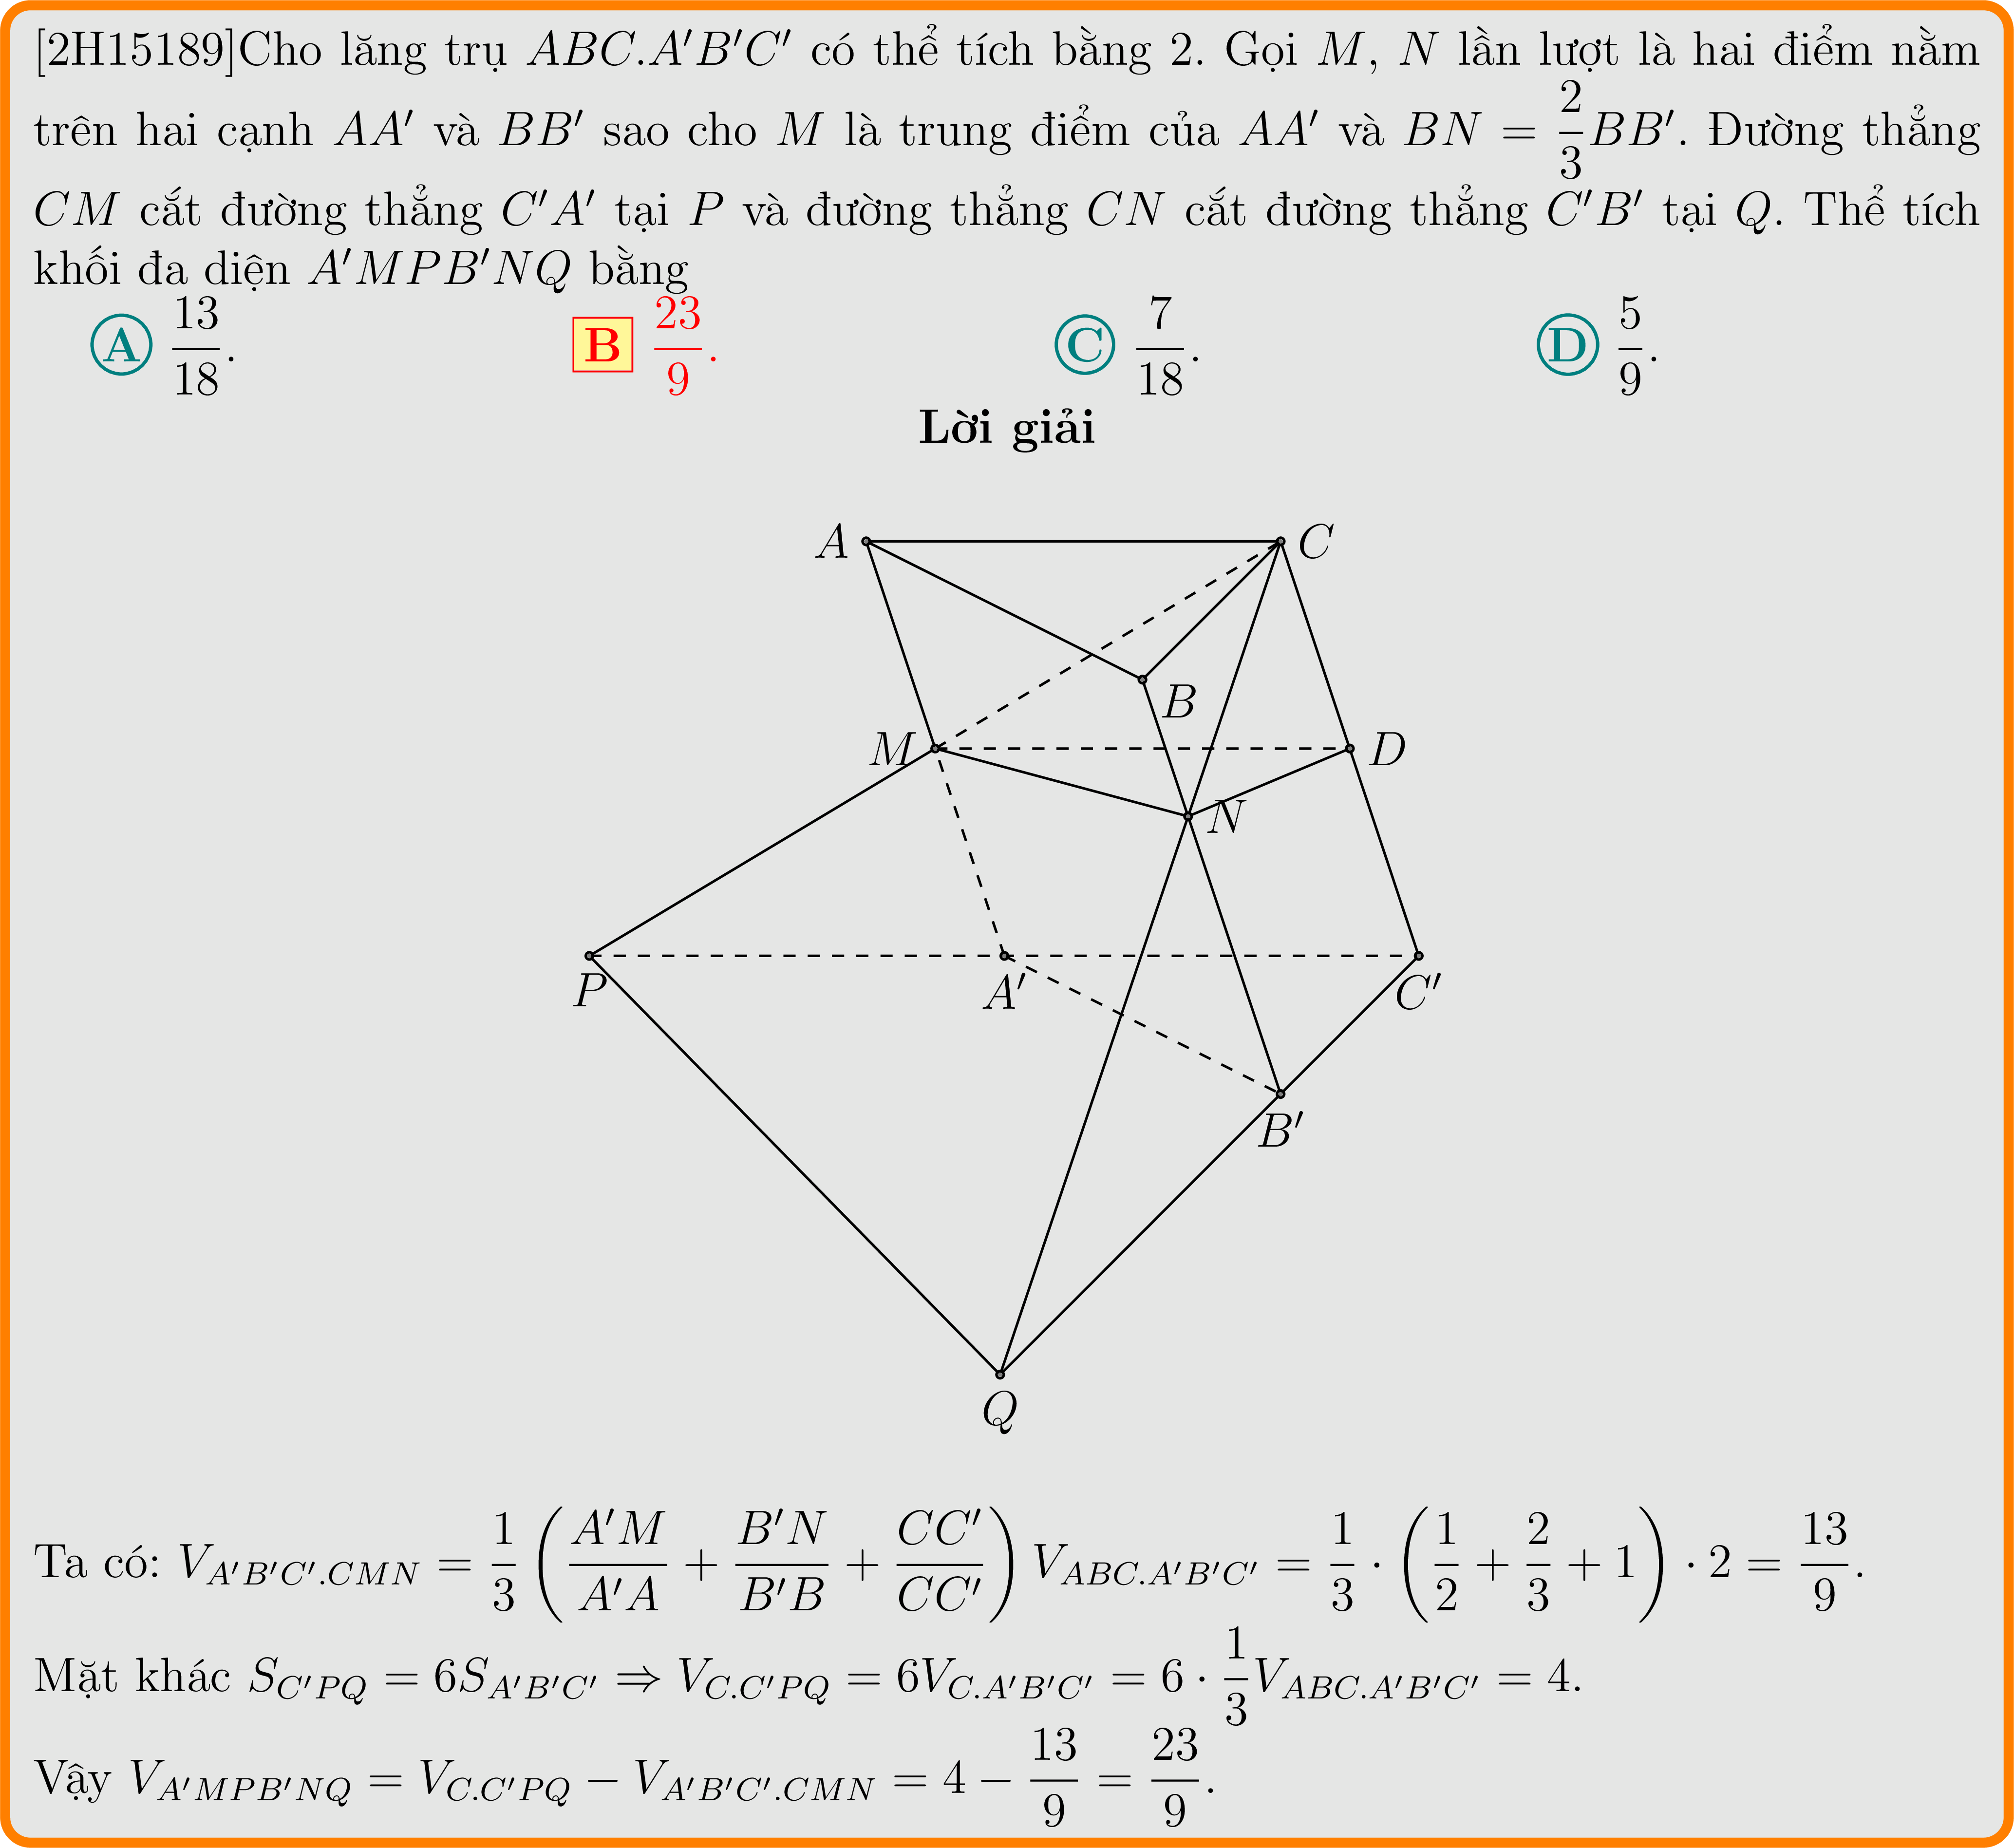 [2H15189]Cho lăng trụ ABC.A′B′C′ có thể tích bằng 2. Gọi M, N lần lượt là hai điểm nằm
trên hai cạnh AA′ và BB′ sao cho M là trung điểm của AA′ và BN = \frac{2}{3}BB′. Đường thẳng
CM cắt đường thẳng C′A′ tại P và đường thẳng CN cắt đường thẳng C′B′ tại Q. Thể tích
khối đa diện A′MPB′NQ bằng
A \frac{13}{18}. B \frac{23}{9}. C \frac{7}{18}. D \frac{5}{9}.
Lời giải
A C
B
M D
N
P A′ C′
B′
Q
Ta có: V_{A′B′C′.CMN} = \frac{1}{3} \left( \frac{A′M}{A′A} + \frac{B′N}{B′B} + \frac{CC′}{CC′} \right) V_{ABC.A′B′C′} = \frac{1}{3} · \left( \frac{1}{2} + \frac{2}{3} + 1 \right) · 2 = \frac{13}{9}.
Mặt khác S_{C′PQ} = 6S_{A′B′C′} ⇒ V_{C.C′PQ} = 6V_{C.A′B′C′} = 6 · \frac{1}{3}V_{ABC.A′B′C′} = 4.
Vậy V_{A′MPB′NQ} = V_{C.C′PQ} − V_{A′B′C′.CMN} = 4 − \frac{13}{9} = \frac{23}{9}.